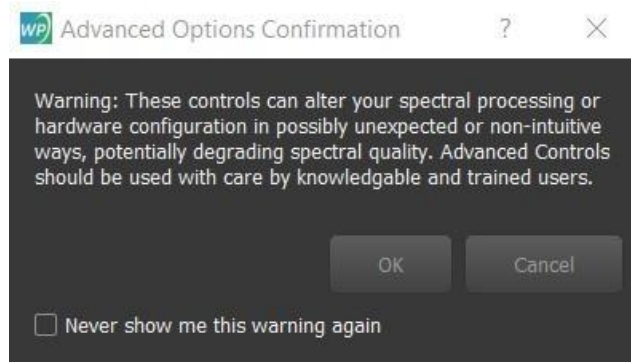 WP Advanced Options Confirmation ? ×
Warning: These controls can alter your spectral processing or
hardware configuration in possibly unexpected or non-intuitive
ways, potentially degrading spectral quality. Advanced Controls
should be used with care by knowledgable and trained users.
OK Cancel
Never show me this warning again